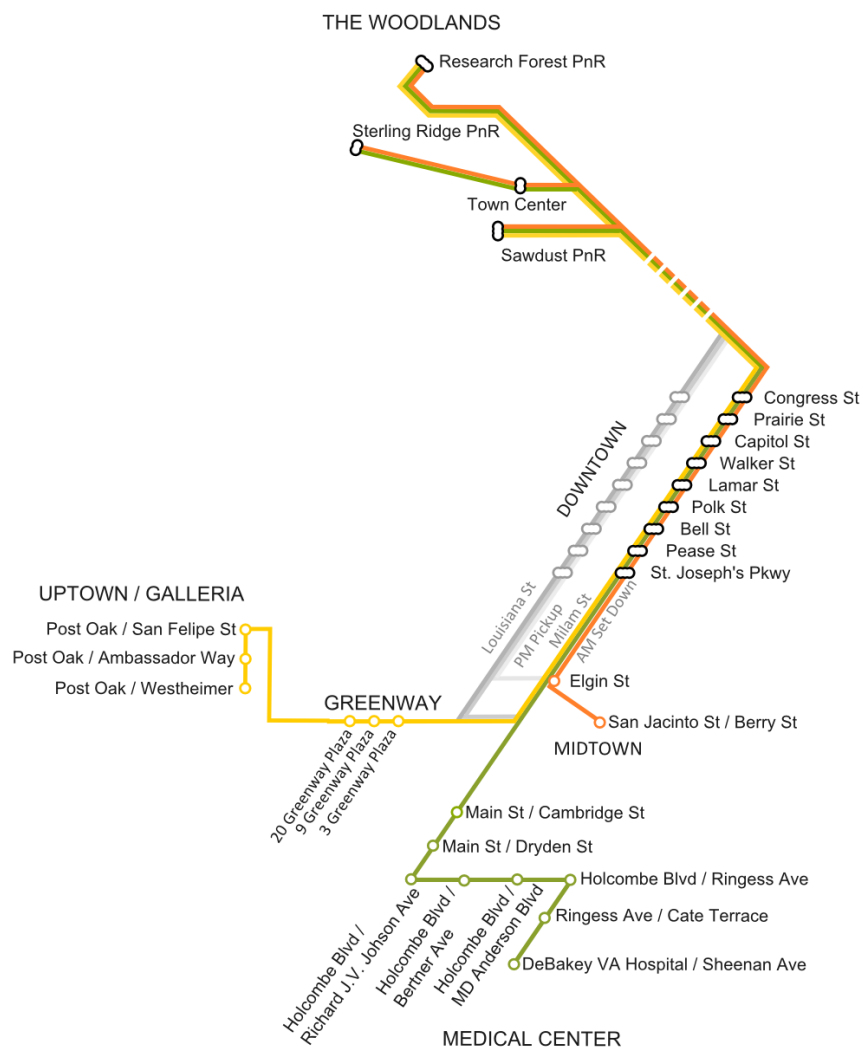 THE WOODLANDS
Research Forest PnR
Sterling Ridge PnR
Town Center
Sawdust PnR
DOWNTOWN
Congress St
Prairie St
Capitol St
Walker St
Lamar St
Polk St
Bell St
Pease St
St. Joseph's Pkwy
Louisiana St
PM Pickup
Milam St
AM Set Down
UPTOWN / GALLERIA
Post Oak / San Felipe St
Post Oak / Ambassador Way
Post Oak / Westheimer
GREENWAY
20 Greenway Plaza
9 Greenway Plaza
3 Greenway Plaza
Elgin St
San Jacinto St / Berry St
MIDTOWN
Main St / Cambridge St
Main St / Dryden St
Holcombe Blvd /
Richard J.V. Johson Ave
Holcombe Blvd /
Bertner Ave
Holcombe Blvd /
MD Anderson Blvd
Holcombe Blvd / Ringess Ave
Ringess Ave / Cate Terrace
DeBakey VA Hospital / Sheenan Ave
MEDICAL CENTER